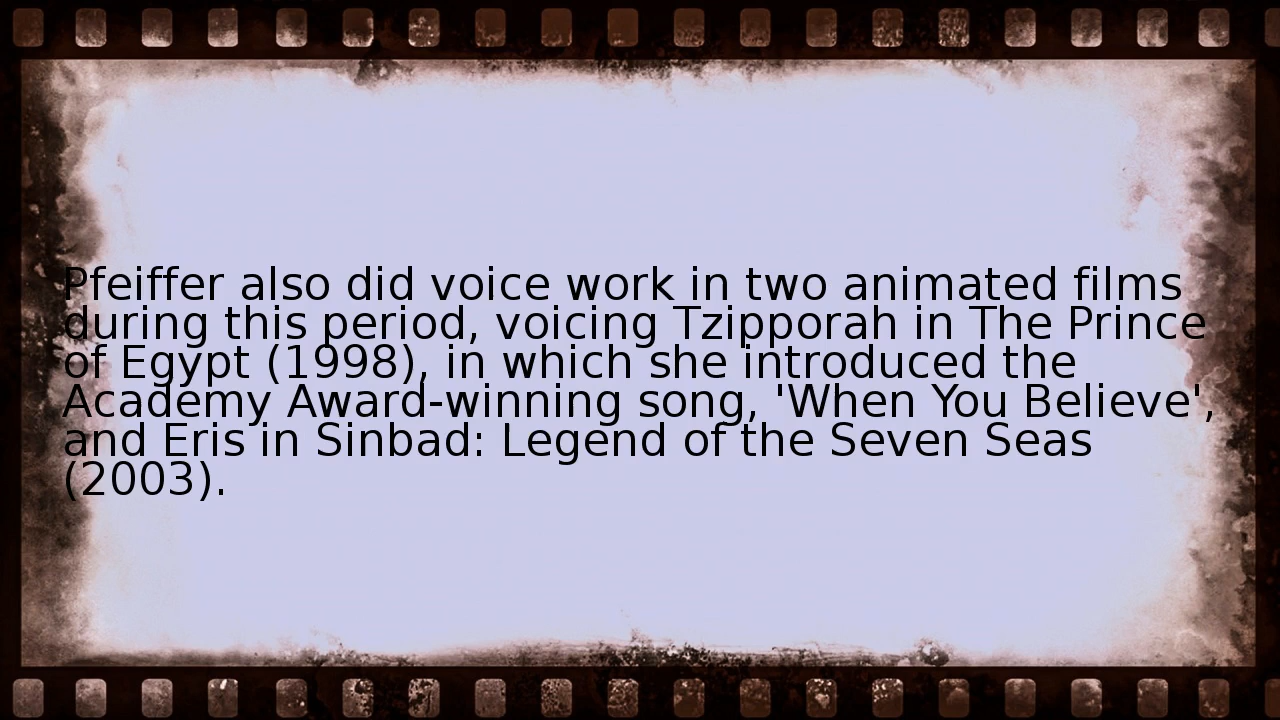 Pfeiffer also did voice work in two animated films
during this period, voicing Tzipporah in The Prince
of Egypt (1998), in which she introduced the
Academy Award-winning song, 'When You Believe',
and Eris in Sinbad: Legend of the Seven Seas
(2003).